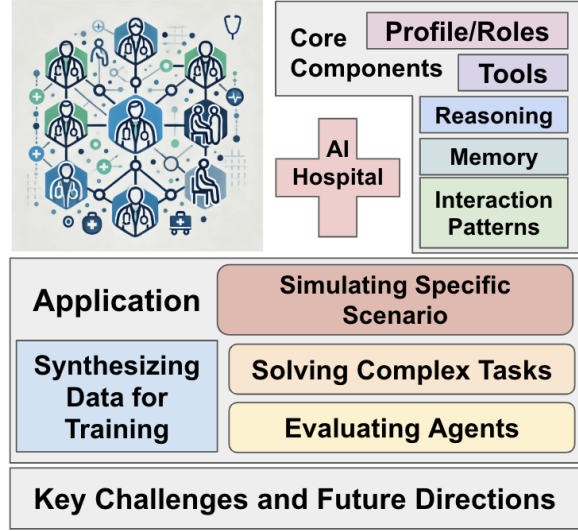 Core
Components
Profile/Roles
Tools
Reasoning
Memory
Interaction
Patterns
AI
Hospital
Application
Simulating Specific
Scenario
Synthesizing
Data for
Training
Solving Complex Tasks
Evaluating Agents
Key Challenges and Future Directions